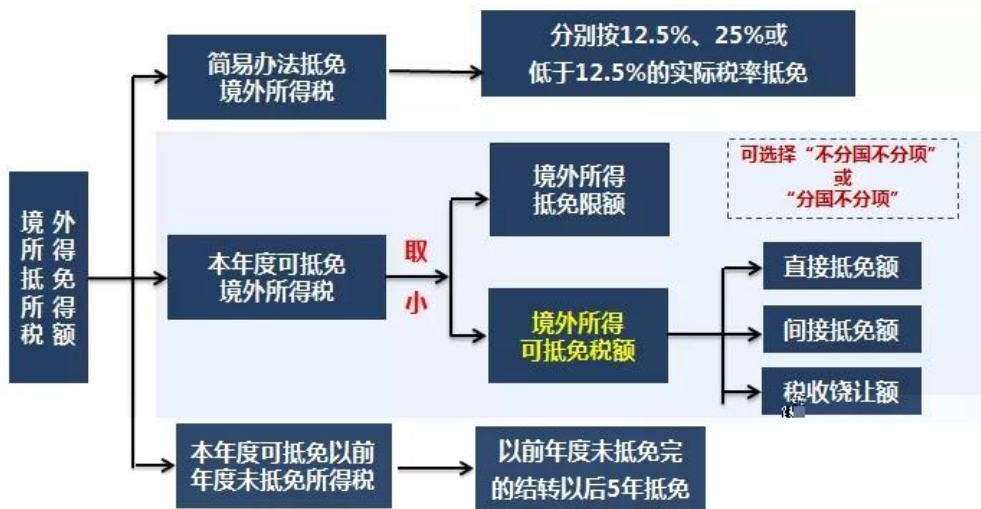 简易办法抵免
境外所得税
分别按12.5%、25%或
低于12.5%的实际税率抵免
境外所得抵免所得税额
本年度可抵免
境外所得税
取
小
境外所得
抵免限额
可选择“不分国不分项”
或
“分国不分项”
境外所得
可抵免税额
直接抵免额
间接抵免额
税收饶让额
本年度可抵免以前
年度未抵免所得税
以前年度未抵免完
的结转以后5年抵免